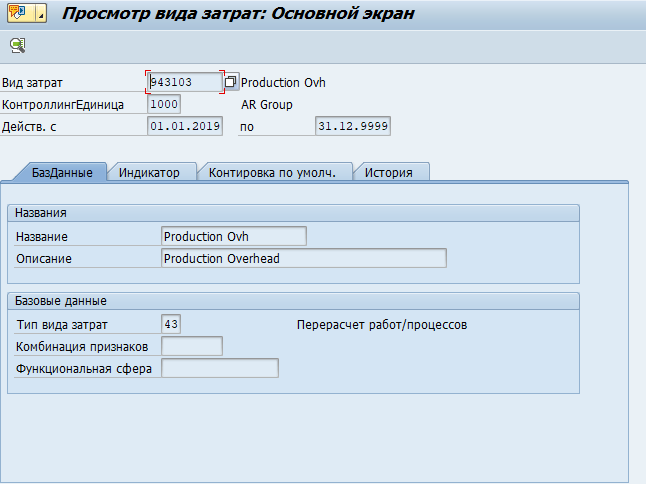 Просмотр вида затрат: Основной экран
Вид затрат 943103 Production Ovh
КонтроллингЕдиница 1000 AR Group
Действ. с 01.01.2019 по 31.12.9999
БазДанные Индикатор Контировка по умолч. История
Названия
Название Production Ovh
Описание Production Overhead
Базовые данные
Тип вида затрат 43 Перерасчет работ/процессов
Комбинация признаков
Функциональная сфера